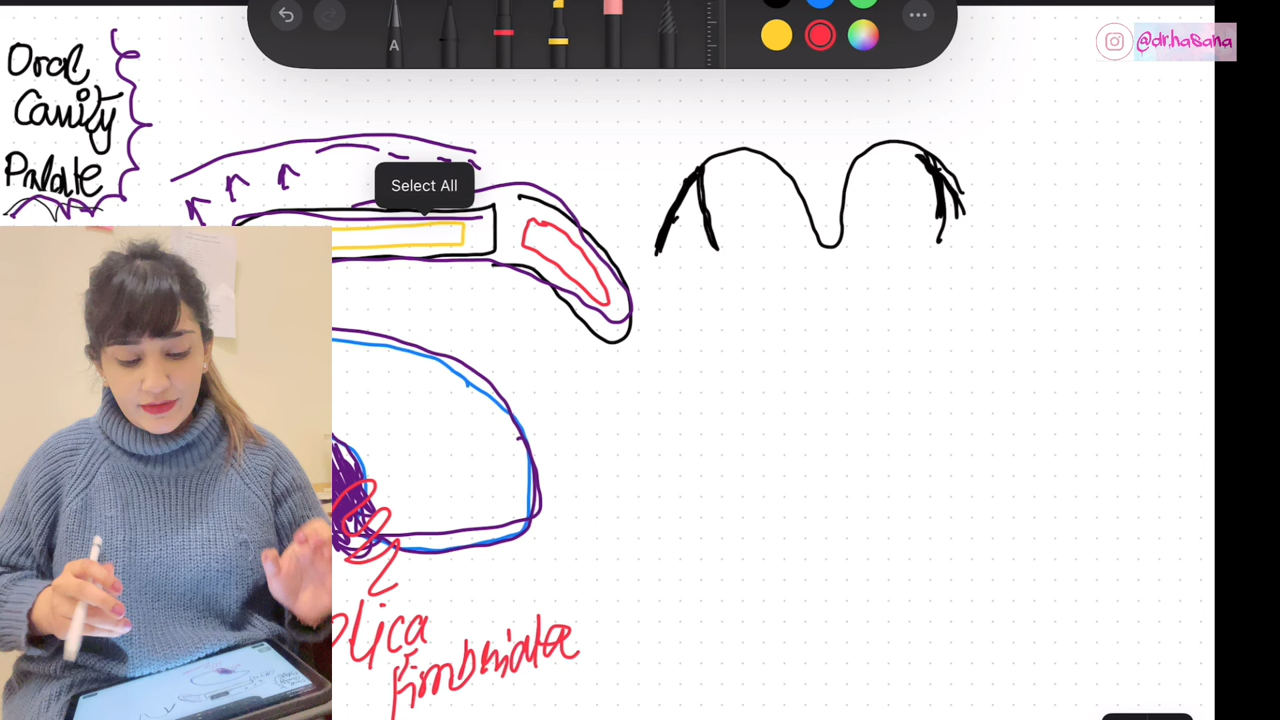 Oral
Cavity
Palate
Select All
A
@dr.hasana
plica
fimbriata